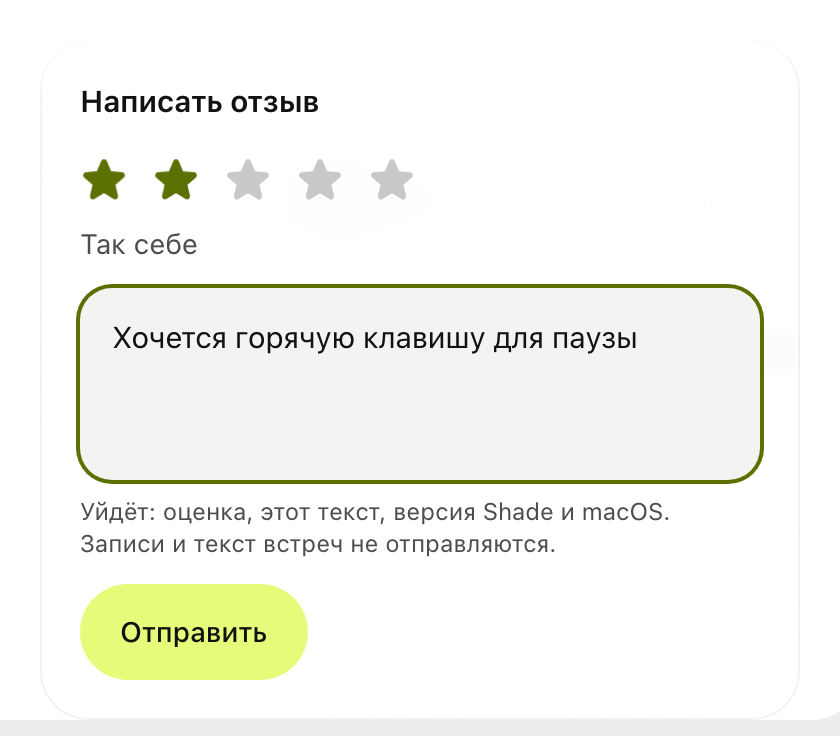 Написать отзыв
Так себе
Хочется горячую клавишу для паузы
Уйдёт: оценка, этот текст, версия Shade и macOS.
Записи и текст встреч не отправляются.
Отправить